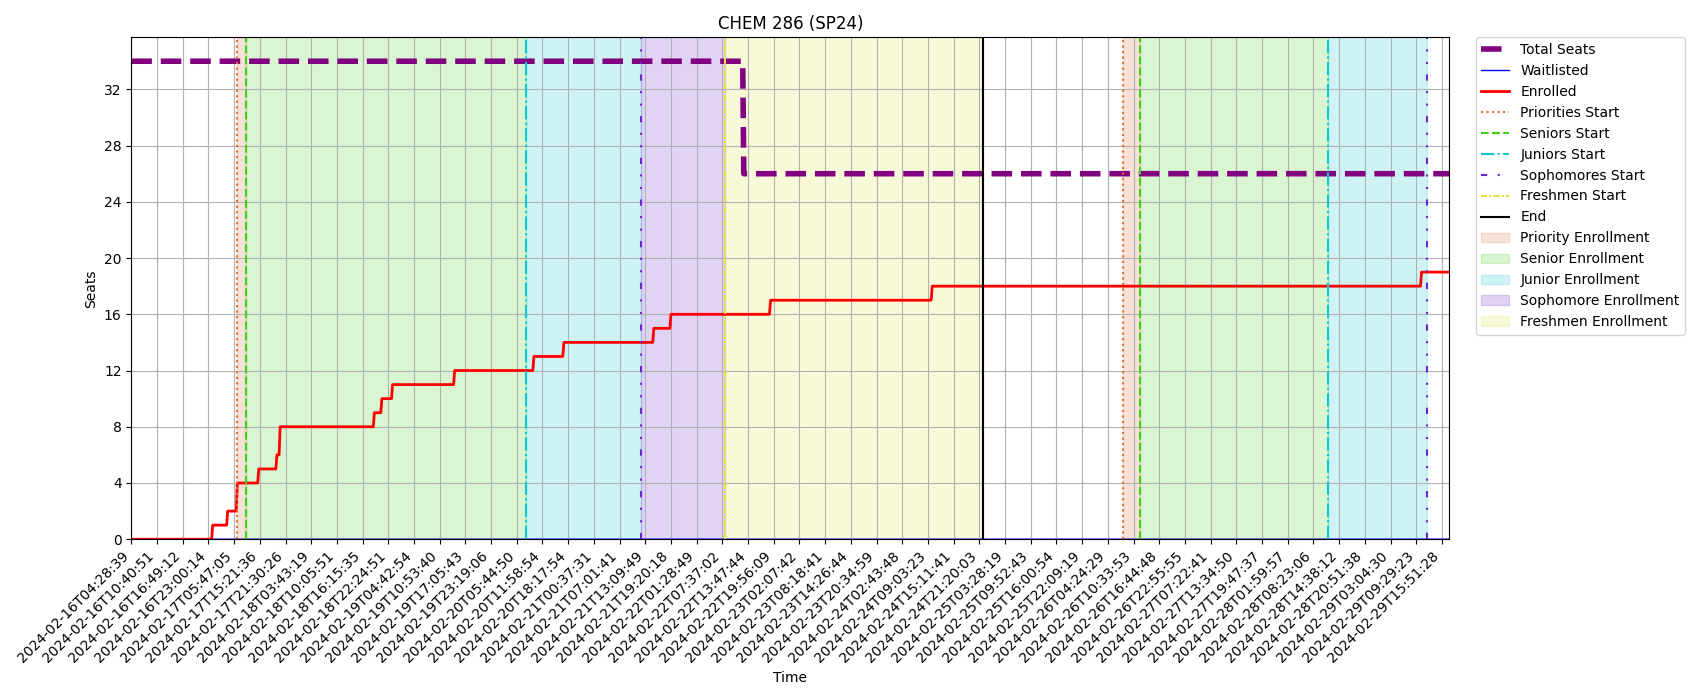 CHEM 286 (SP24)
Seats
32
28
24
20
16
12
8
4
0
2024-02-16T04:28:39
2024-02-16T10:40:51
2024-02-16T16:49:12
2024-02-16T23:00:14
2024-02-17T05:47:05
2024-02-17T15:21:36
2024-02-17T21:30:26
2024-02-18T03:43:19
2024-02-18T10:05:51
2024-02-18T16:15:35
2024-02-18T22:24:51
2024-02-19T04:42:54
2024-02-19T10:53:40
2024-02-19T17:05:43
2024-02-19T23:19:06
2024-02-20T05:44:50
2024-02-20T11:58:54
2024-02-20T18:17:54
2024-02-21T00:37:31
2024-02-21T07:01:41
2024-02-21T13:09:49
2024-02-21T19:20:18
2024-02-22T01:28:49
2024-02-22T07:37:02
2024-02-22T13:47:44
2024-02-22T19:56:09
2024-02-23T02:07:42
2024-02-23T08:18:41
2024-02-23T14:26:44
2024-02-23T20:34:59
2024-02-24T02:43:48
2024-02-24T09:03:23
2024-02-24T15:11:41
2024-02-24T21:20:03
2024-02-25T03:28:19
2024-02-25T09:52:43
2024-02-25T16:00:54
2024-02-25T22:09:19
2024-02-26T04:24:29
2024-02-26T10:33:53
2024-02-26T16:44:48
2024-02-26T22:55:55
2024-02-27T07:22:41
2024-02-27T13:34:50
2024-02-27T19:47:37
2024-02-28T01:59:57
2024-02-28T08:23:06
2024-02-28T14:38:12
2024-02-28T20:51:38
2024-02-29T03:04:30
2024-02-29T09:29:23
2024-02-29T15:51:28
Time
Total Seats
Waitlisted
Enrolled
Priorities Start
Seniors Start
Juniors Start
Sophomores Start
Freshmen Start
End
Priority Enrollment
Senior Enrollment
Junior Enrollment
Sophomore Enrollment
Freshmen Enrollment